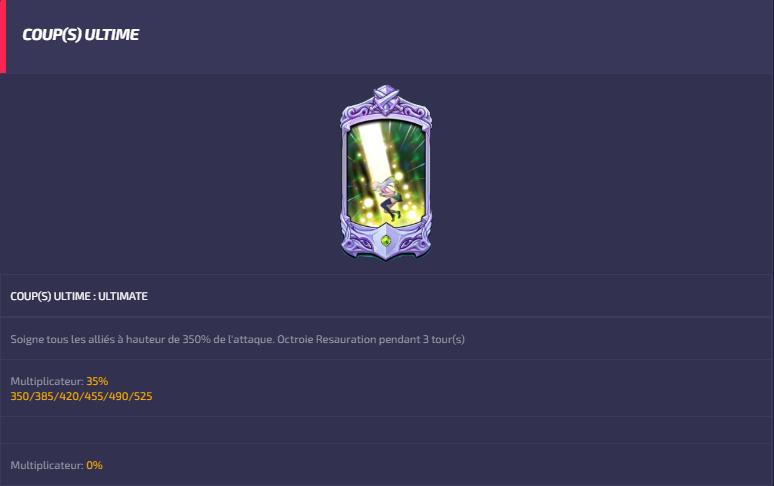 COUP(S) ULTIME
COUP(S) ULTIME : ULTIMATE
Soigne tous les alliés à hauteur de 350% de l'attaque. Octroie Resauration pendant 3 tour(s)
Multiplicateur: 35%
350/385/420/455/490/525
Multiplicateur: 0%